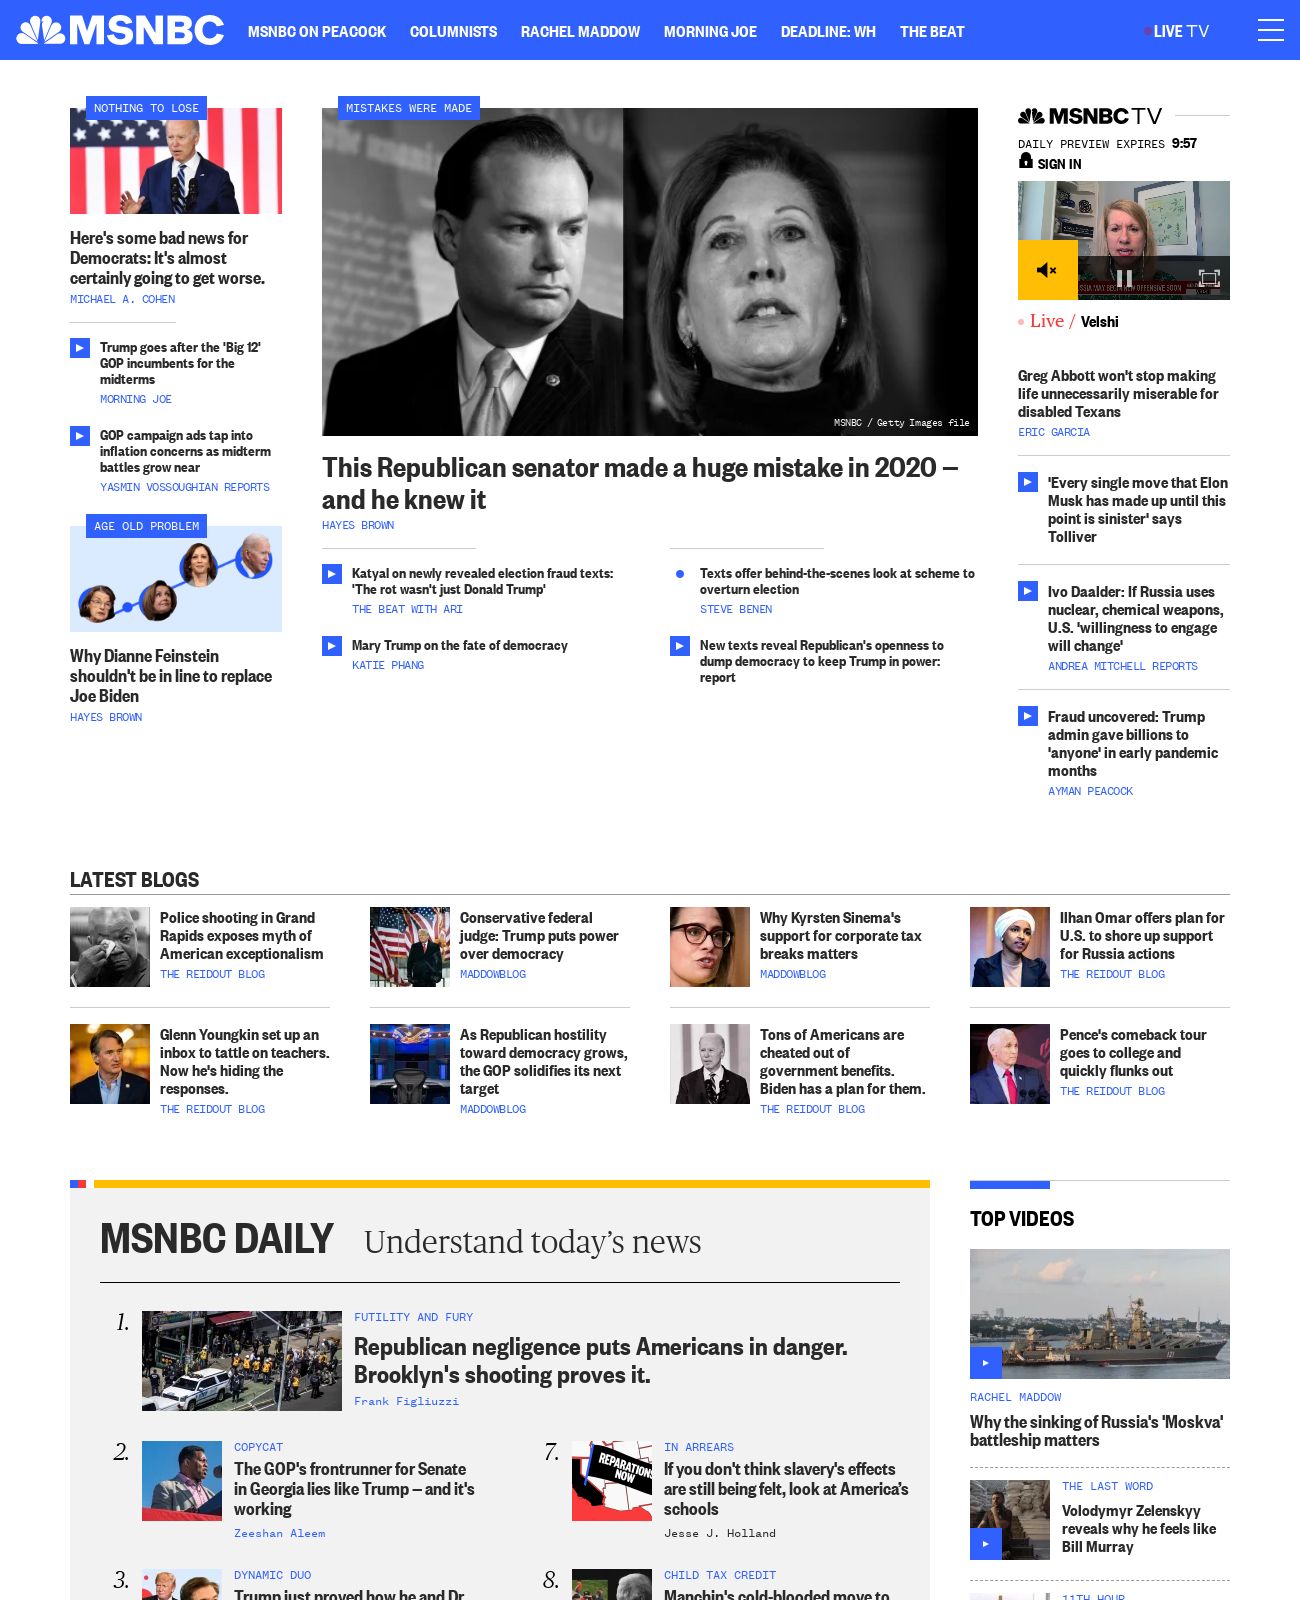 MSNBC
MSNBC ON PEACOCK
COLUMNISTS
RACHEL MADDOW
MORNING JOE
DEADLINE: WH
THE BEAT
LIVE TV
NOTHING TO LOSE
Here's some bad news for
Democrats: It's almost
certainly going to get worse.
MICHAEL A. COHEN
Trump goes after the 'Big 12'
GOP incumbents for the
midterms
MORNING JOE
GOP campaign ads tap into
inflation concerns as midterm
battles grow near
YASMIN VOSSOUGHIAN REPORTS
AGE OLD PROBLEM
Why Dianne Feinstein
shouldn't be in line to replace
Joe Biden
HAYES BROWN
MISTAKES WERE MADE
MSNBC / Getty Images file
This Republican senator made a huge mistake in 2020 —
and he knew it
HAYES BROWN
Katyal on newly revealed election fraud texts:
'The rot wasn't just Donald Trump'
THE BEAT WITH ARI
Mary Trump on the fate of democracy
KATIE PHANG
Texts offer behind-the-scenes look at scheme to
overturn election
STEVE BENEN
New texts reveal Republican's openness to
dump democracy to keep Trump in power:
report
MSNBC TV
DAILY PREVIEW EXPIRES 9:57
SIGN IN
Live / Velshi
Greg Abbott won't stop making
life unnecessarily miserable for
disabled Texans
ERIC GARCIA
'Every single move that Elon
Musk has made up until this
point is sinister' says
Tolliver
Ivo Daalder: If Russia uses
nuclear, chemical weapons,
U.S. 'willingness to engage
will change'
ANDREA MITCHELL REPORTS
Fraud uncovered: Trump
admin gave billions to
'anyone' in early pandemic
months
AYMAN PEACOCK
LATEST BLOGS
Police shooting in Grand
Rapids exposes myth of
American exceptionalism
THE REIDOUT BLOG
Conservative federal
judge: Trump puts power
over democracy
MADDOWBLOG
Why Kyrsten Sinema's
support for corporate tax
breaks matters
MADDOWBLOG
Ilhan Omar offers plan for
U.S. to shore up support
for Russia actions
THE REIDOUT BLOG
Glenn Youngkin set up an
inbox to tattle on teachers.
Now he's hiding the
responses.
THE REIDOUT BLOG
As Republican hostility
toward democracy grows,
the GOP solidifies its next
target
MADDOWBLOG
Tons of Americans are
cheated out of
government benefits.
Biden has a plan for them.
THE REIDOUT BLOG
Pence's comeback tour
goes to college and
quickly flunks out
THE REIDOUT BLOG
MSNBC DAILY Understand today’s news
1.
FUTILITY AND FURY
Republican negligence puts Americans in danger.
Brooklyn's shooting proves it.
Frank Figliuzzi
2.
COPYCAT
The GOP's frontrunner for Senate
in Georgia lies like Trump — and it's
working
Zeeshan Aleem
3.
DYNAMIC DUO
Trump just proved how he and Dr.
7.
REPARATIONS
NOW
IN ARREARS
If you don't think slavery's effects
are still being felt, look at America’s
schools
Jesse J. Holland
8.
CHILD TAX CREDIT
Manchin's cold-blooded move to
TOP VIDEOS
RACHEL MADDOW
Why the sinking of Russia's 'Moskva'
battleship matters
THE LAST WORD
Volodymyr Zelenskyy
reveals why he feels like
Bill Murray
11TH HOUR